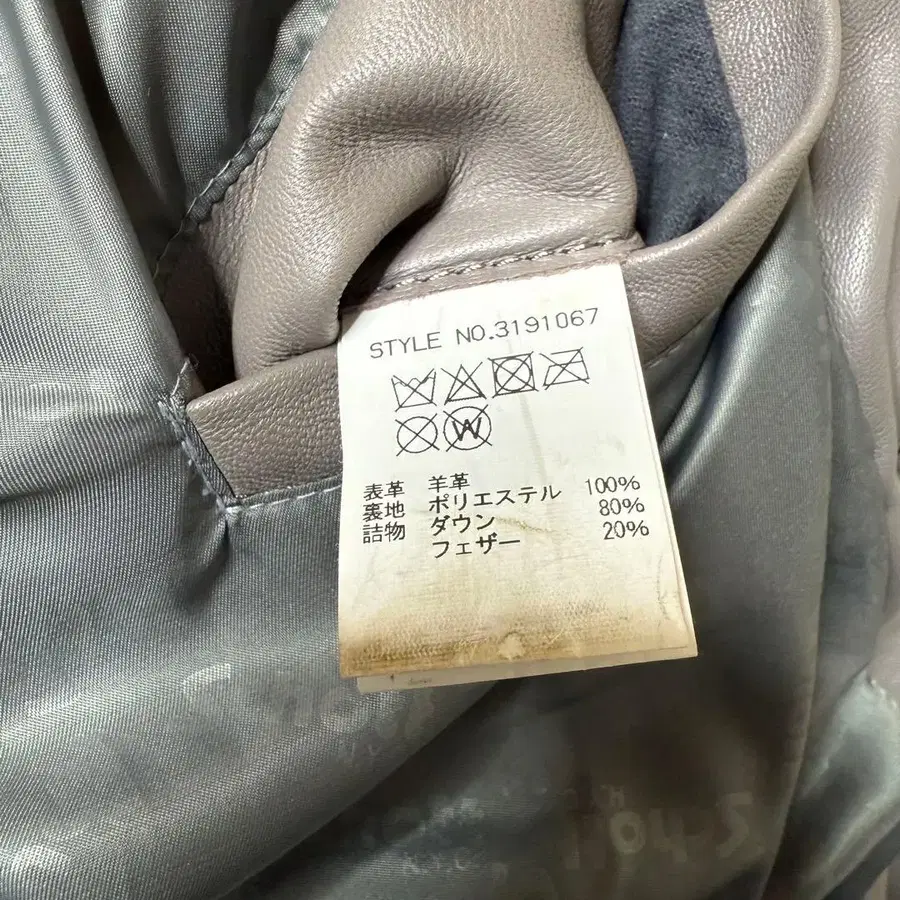 STYLE NO.3191067
W
表革 羊革
裏地 ポリエステル 100%
詰物 ダウン 80%
フェザー 20%